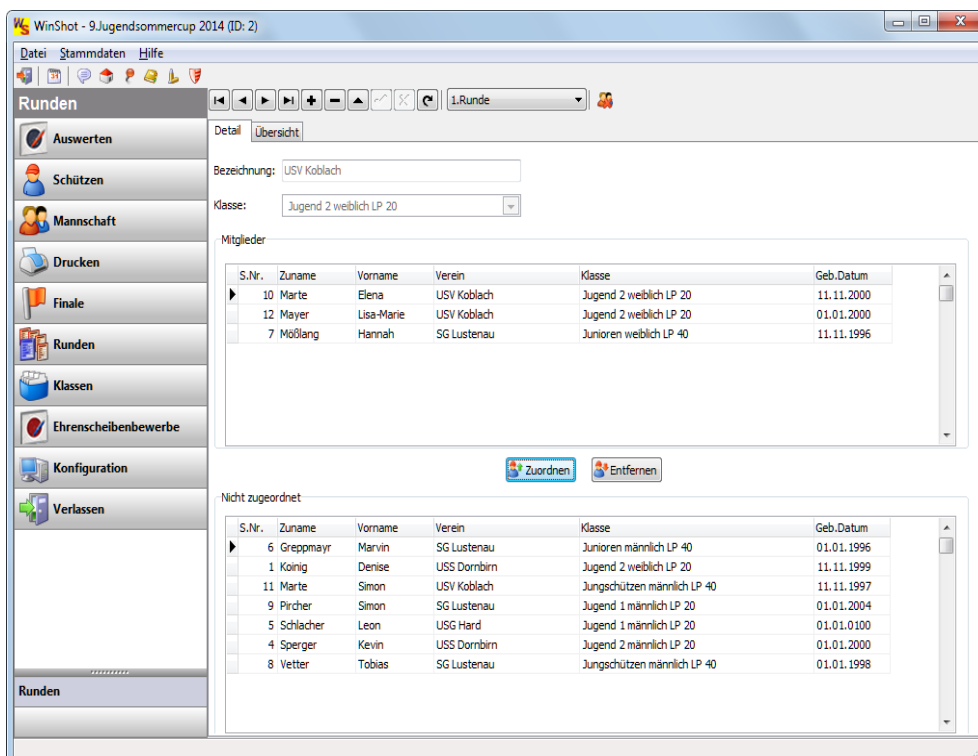 WinShot - 9.Jugendsommercup 2014 (ID: 2)
Datei Stammdaten Hilfe
Runden
Auswerten
Schützen
Mannschaft
Drucken
Finale
Runden
Klassen
Ehrenscheibenbewerbe
Konfiguration
Verlassen
Runden
1.Runde
Detail Übersicht
Bezeichnung: USV Koblach
Klasse: Jugend 2 weiblich LP 20
Mitglieder
S.Nr. Zuname Vorname Verein Klasse Geb.Datum
10 Marte Elena USV Koblach Jugend 2 weiblich LP 20 11.11.2000
12 Mayer Lisa-Marie USV Koblach Jugend 2 weiblich LP 20 01.01.2000
7 Mößlang Hannah SG Lustenau Junioren weiblich LP 40 11.11.1996
Zuordnen Entfernen
Nicht zugeordnet
S.Nr. Zuname Vorname Verein Klasse Geb.Datum
6 Greppmayr Marvin SG Lustenau Junioren männlich LP 40 01.01.1996
1 Koinig Denise USS Dornbirn Jugend 2 weiblich LP 20 11.11.1999
11 Marte Simon USV Koblach Jungschützen männlich LP 40 11.11.1997
9 Pircher Simon SG Lustenau Jugend 1 männlich LP 20 01.01.2004
5 Schlacher Leon USG Hard Jugend 1 männlich LP 20 01.01.0100
4 Sperger Kevin USS Dornbirn Jugend 2 männlich LP 20 01.01.2000
8 Vetter Tobias SG Lustenau Jungschützen männlich LP 40 01.01.1998